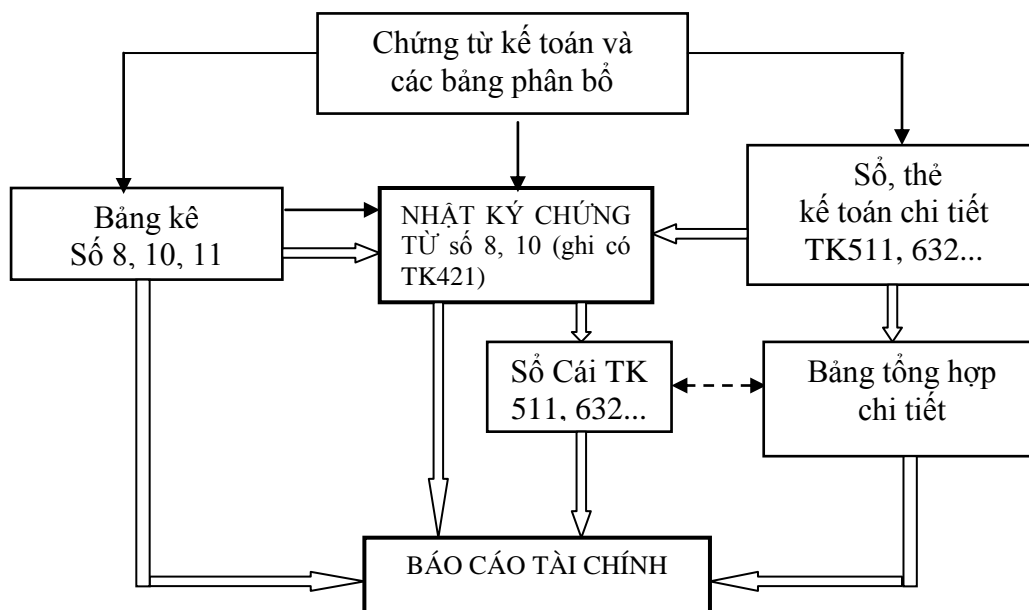 Chứng từ kế toán và
các bảng phân bổ
Bảng kê
Số 8, 10, 11
NHẬT KÝ CHỨNG
TỪ số 8, 10 (ghi có
TK421)
Sổ, thẻ
kế toán chi tiết
TK511, 632...
Sổ Cái TK
511, 632...
Bảng tổng hợp
chi tiết
BÁO CÁO TÀI CHÍNH